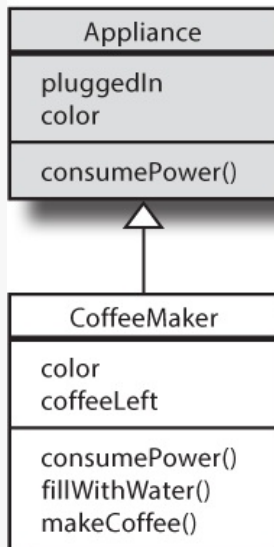 Appliance
pluggedIn
color
consumePower()
CoffeeMaker
color
coffeeLeft
consumePower()
fillWithWater()
makeCoffee()